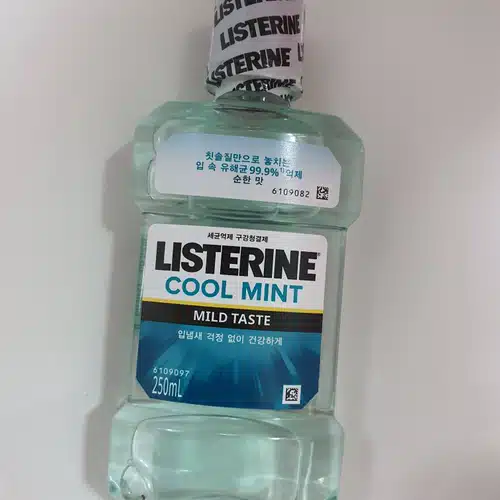 LISTERINE
LISTERINE
LISTERINE
칫솔질만으로 놓치는
입 속 유해균 99.9% 억제
순한 맛
6109082
세균억제 구강청결제
LISTERINE
COOL MINT
MILD TASTE
입냄새 걱정 없이 건강하게
6109097
250mL